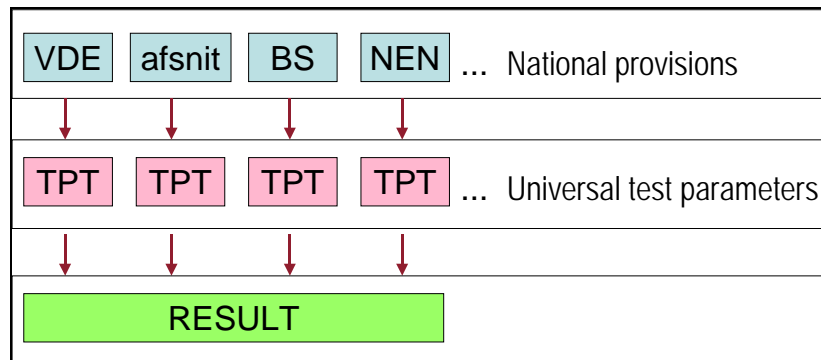 VDE afsnit BS NEN ... National provisions
TPT TPT TPT TPT ... Universal test parameters
RESULT